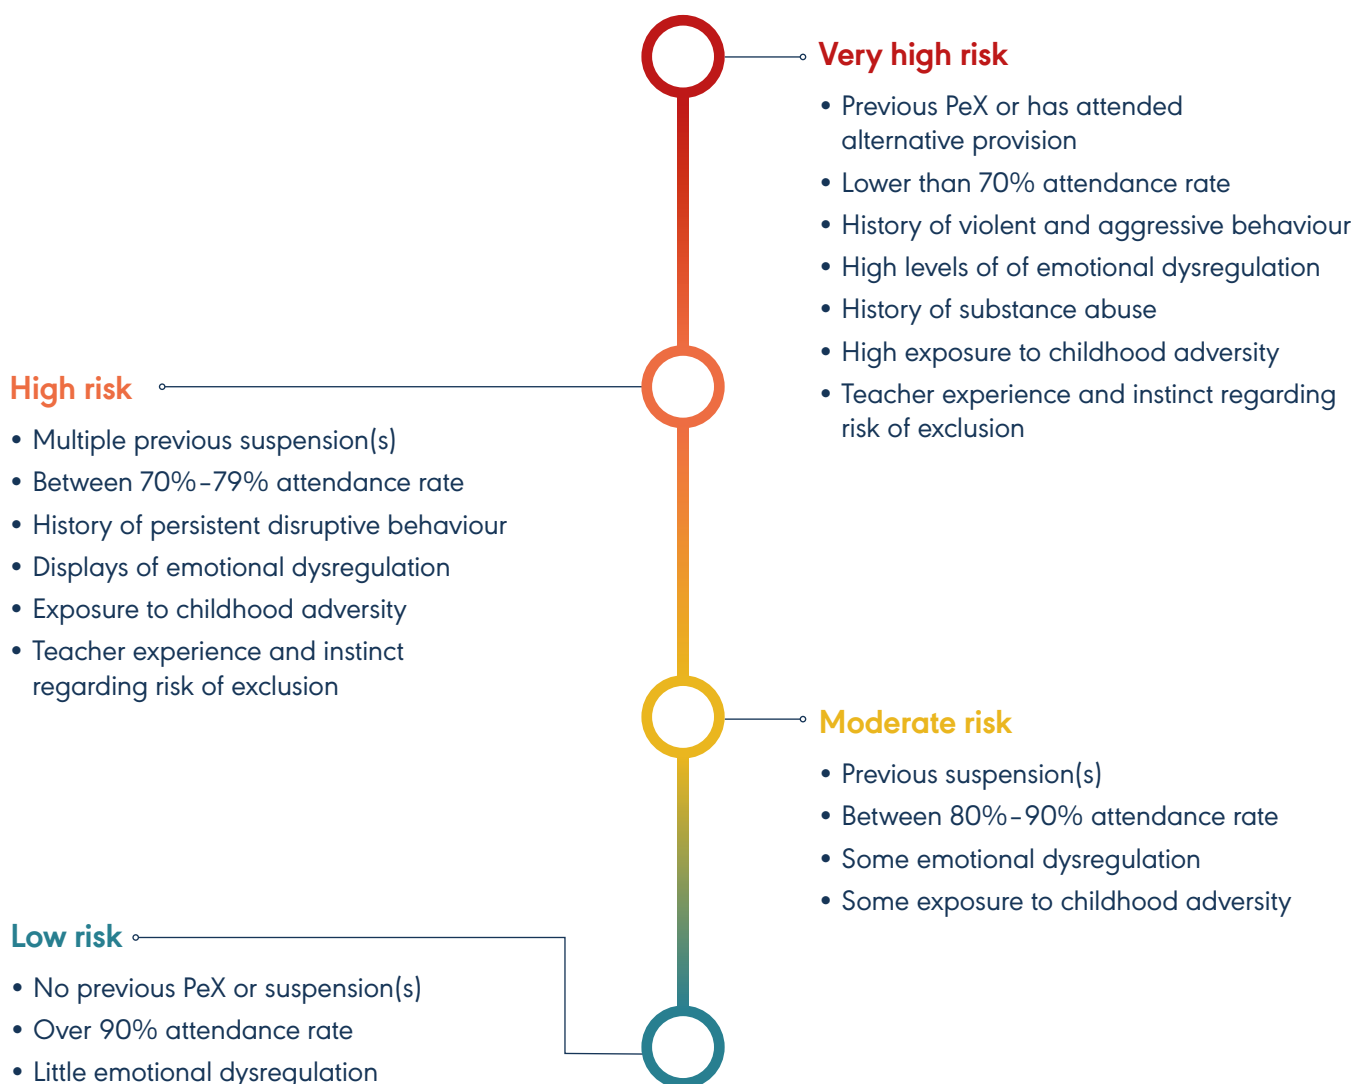 Very high risk
• Previous PeX or has attended
alternative provision
• Lower than 70% attendance rate
• History of violent and aggressive behaviour
• High levels of of emotional dysregulation
• History of substance abuse
• High exposure to childhood adversity
• Teacher experience and instinct regarding
risk of exclusion
High risk
• Multiple previous suspension(s)
• Between 70%–79% attendance rate
• History of persistent disruptive behaviour
• Displays of emotional dysregulation
• Exposure to childhood adversity
• Teacher experience and instinct
regarding risk of exclusion
Moderate risk
• Previous suspension(s)
• Between 80%–90% attendance rate
• Some emotional dysregulation
• Some exposure to childhood adversity
Low risk
• No previous PeX or suspension(s)
• Over 90% attendance rate
• Little emotional dysregulation